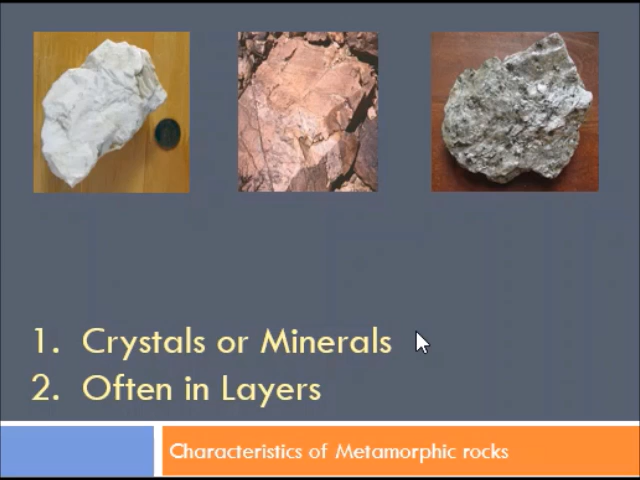 1. Crystals or Minerals
2. Often in Layers
Characteristics of Metamorphic rocks